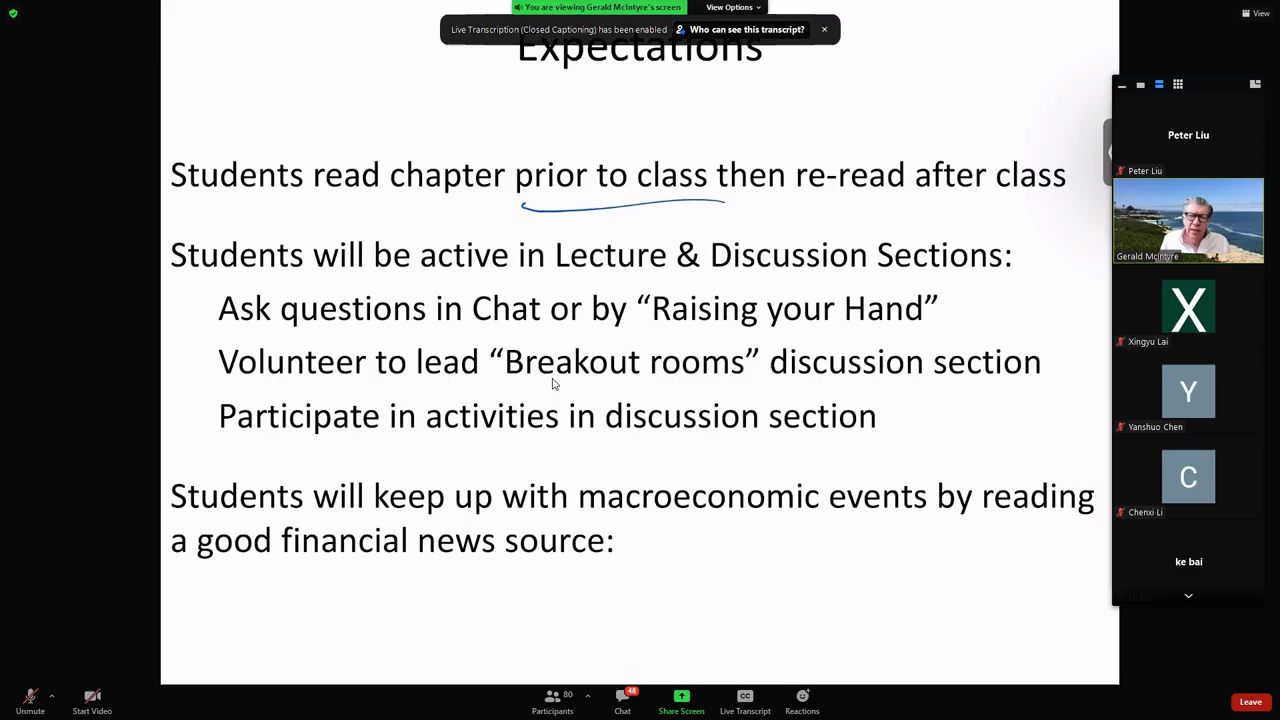 You are viewing Gerald McIntyre's screen
View Options
View
Live Transcription (Closed Captioning) has been enabled
Who can see this transcript?
Expectations
Students read chapter prior to class then re-read after class
Students will be active in Lecture & Discussion Sections:
Ask questions in Chat or by “Raising your Hand”
Volunteer to lead “Breakout rooms” discussion section
Participate in activities in discussion section
Students will keep up with macroeconomic events by reading
a good financial news source:
Peter Liu
Peter Liu
Gerald McIntyre
X
Xingyu Lai
Y
Yanshuo Chen
C
Chenxi Li
ke bai
ke bai
Unmute
Start Video
Participants
80
Chat
48
Share Screen
CC
Live Transcript
Reactions
Leave